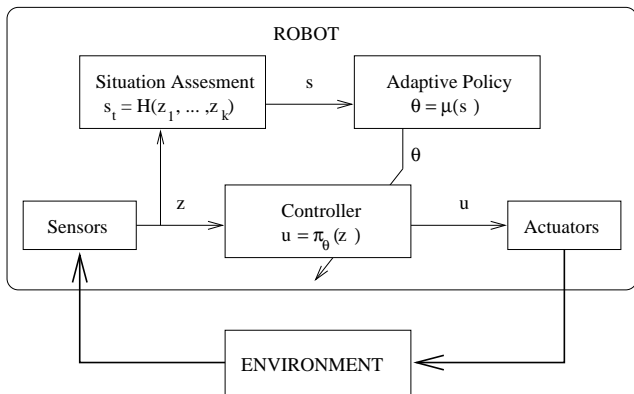 ROBOT
Situation Assesment
s_t = H(z_1, ... ,z_k)
s
Adaptive Policy
θ = μ(s)
θ
Sensors
z
Controller
u = π_θ(z)
u
Actuators
ENVIRONMENT